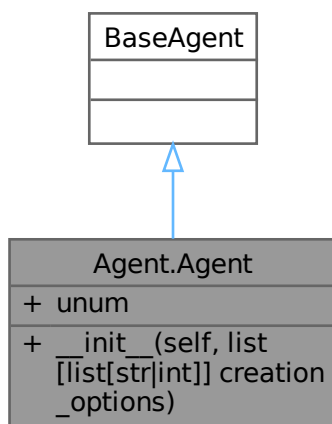 BaseAgent
Agent.Agent
+ unum
+ __init__(self, list
[list[str|int]] creation
_options)